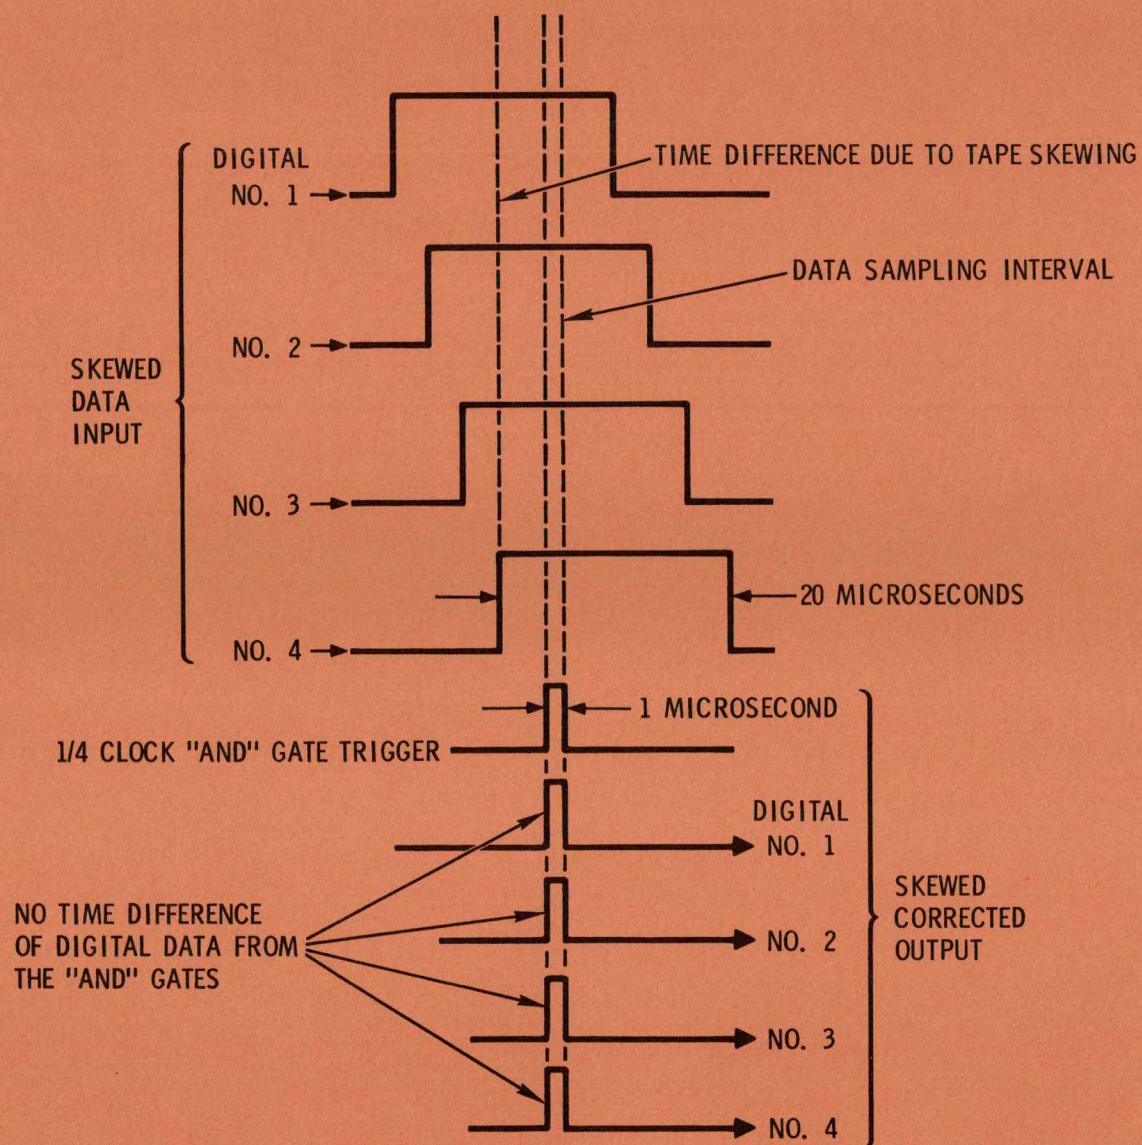 DIGITAL
NO. 1
TIME DIFFERENCE DUE TO TAPE SKEWING
DATA SAMPLING INTERVAL
NO. 2
SKEWED
DATA
INPUT
NO. 3
20 MICROSECONDS
NO. 4
1 MICROSECOND
1/4 CLOCK "AND" GATE TRIGGER
DIGITAL
NO. 1
NO TIME DIFFERENCE
OF DIGITAL DATA FROM
THE "AND" GATES
SKEWED
CORRECTED
OUTPUT
NO. 2
NO. 3
NO. 4